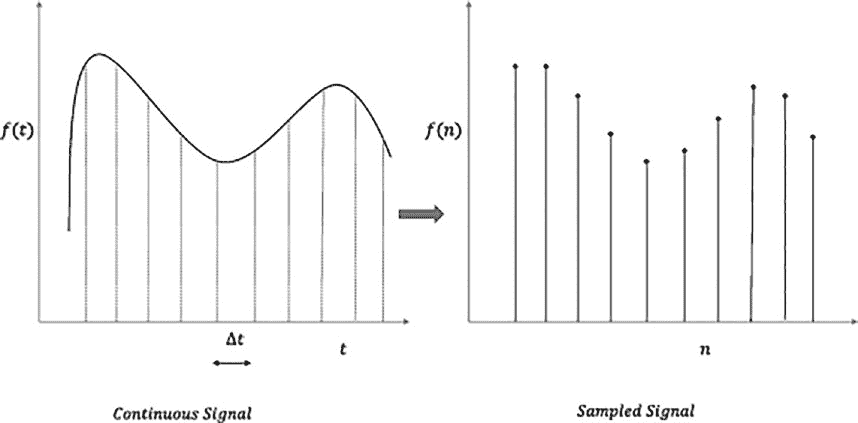 f(t)
f(n)
Δt
t
n
Continuous Signal
Sampled Signal